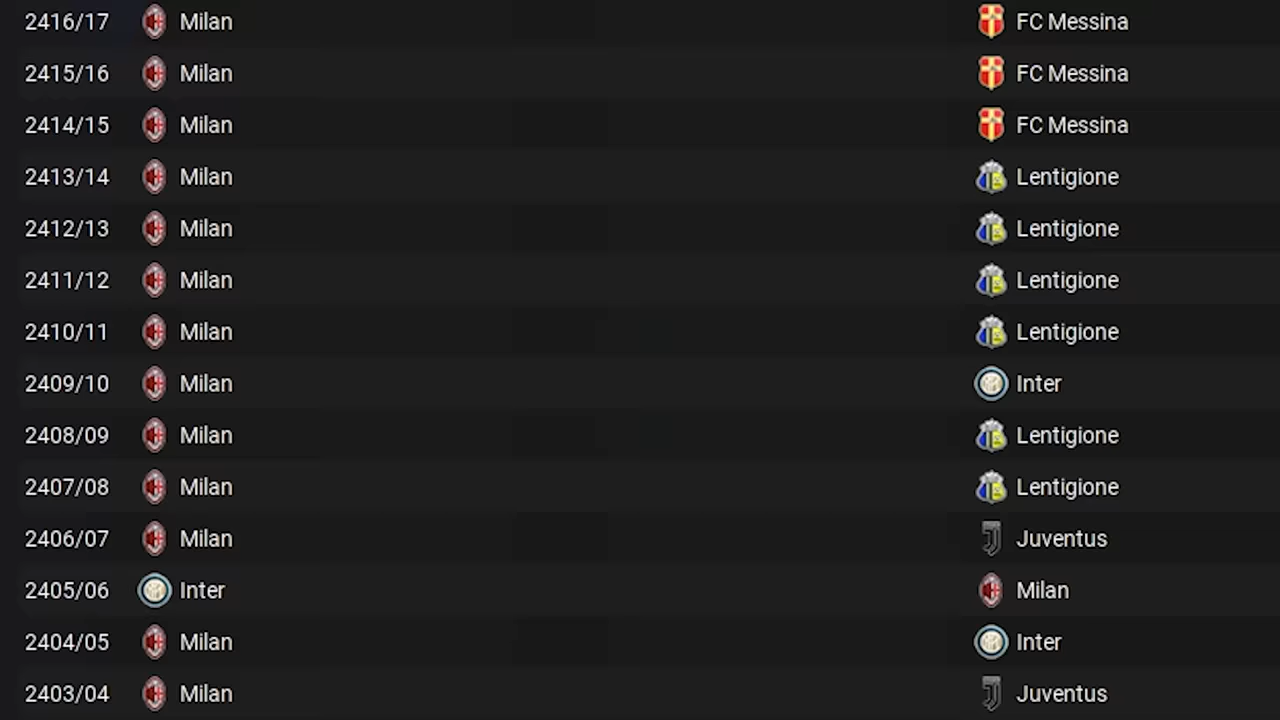 2416/17 Milan FC Messina
2415/16 Milan FC Messina
2414/15 Milan FC Messina
2413/14 Milan Lentigione
2412/13 Milan Lentigione
2411/12 Milan Lentigione
2410/11 Milan Lentigione
2409/10 Milan Inter
2408/09 Milan Lentigione
2407/08 Milan Lentigione
2406/07 Milan Juventus
2405/06 Inter Milan
2404/05 Milan Inter
2403/04 Milan Juventus